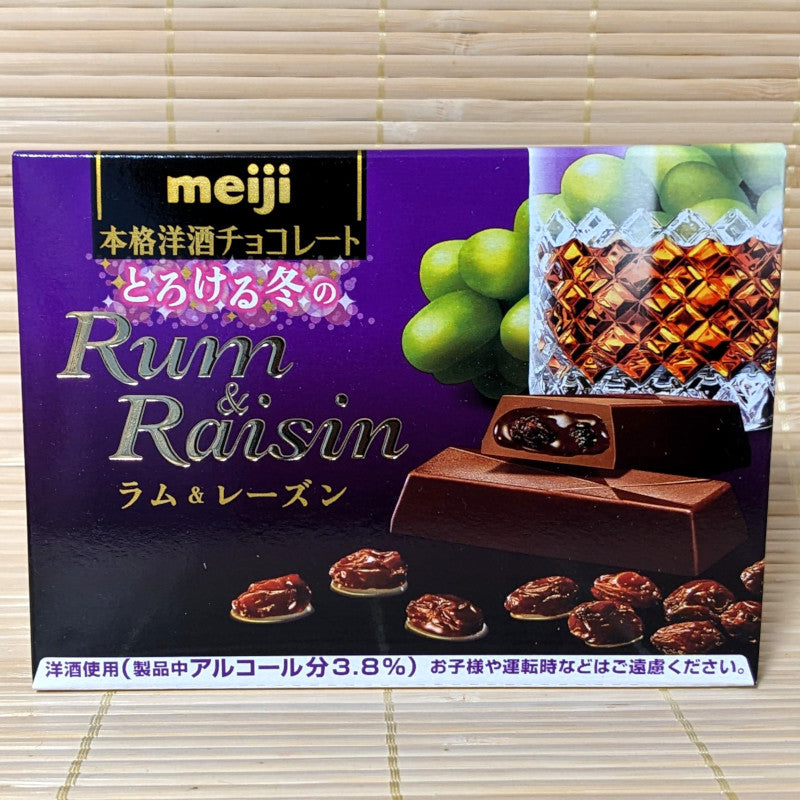 meiji
本格洋酒チョコレート
とろける冬の
Rum
&
Raisin
ラム&レーズン
洋酒使用(製品中アルコール分3.8%) お子様や運転時などはご遠慮ください。